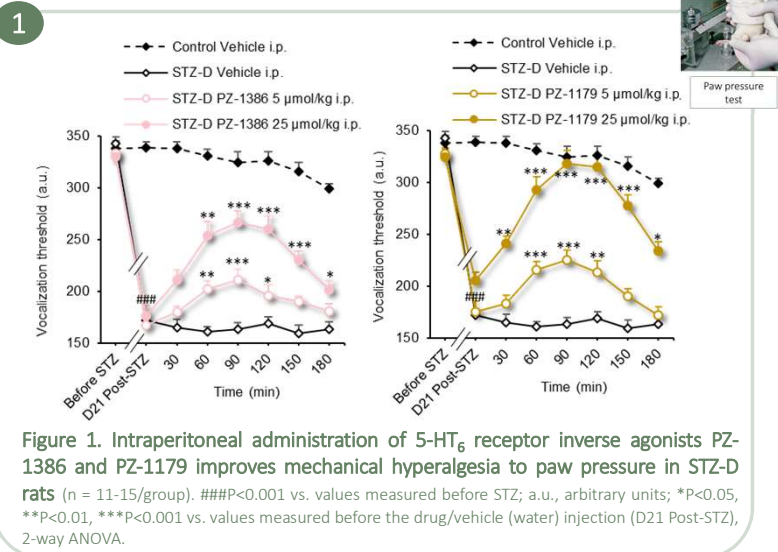 1
Paw pressure
test
Control Vehicle i.p.
STZ-D Vehicle i.p.
STZ-D PZ-1386 5 µmol/kg i.p.
STZ-D PZ-1386 25 µmol/kg i.p.
Vocalization threshold (a.u.)
350
300
250
200
150
###
**
***
***
***
*
**
***
*
Before STZ
D21 Post-STZ
30
60
90
120
150
180
Time (min)
Control Vehicle i.p.
STZ-D Vehicle i.p.
STZ-D PZ-1179 5 µmol/kg i.p.
STZ-D PZ-1179 25 µmol/kg i.p.
Vocalization threshold (a.u.)
350
300
250
200
150
###
**
***
***
***
***
*
***
***
**
Before STZ
D21 Post-STZ
30
60
90
120
150
180
Time (min)
Figure 1. Intraperitoneal administration of 5-HT₆ receptor inverse agonists PZ-
1386 and PZ-1179 improves mechanical hyperalgesia to paw pressure in STZ-D
rats (n = 11-15/group). ###P<0.001 vs. values measured before STZ; a.u., arbitrary units; *P<0.05,
**P<0.01, ***P<0.001 vs. values measured before the drug/vehicle (water) injection (D21 Post-STZ),
2-way ANOVA.